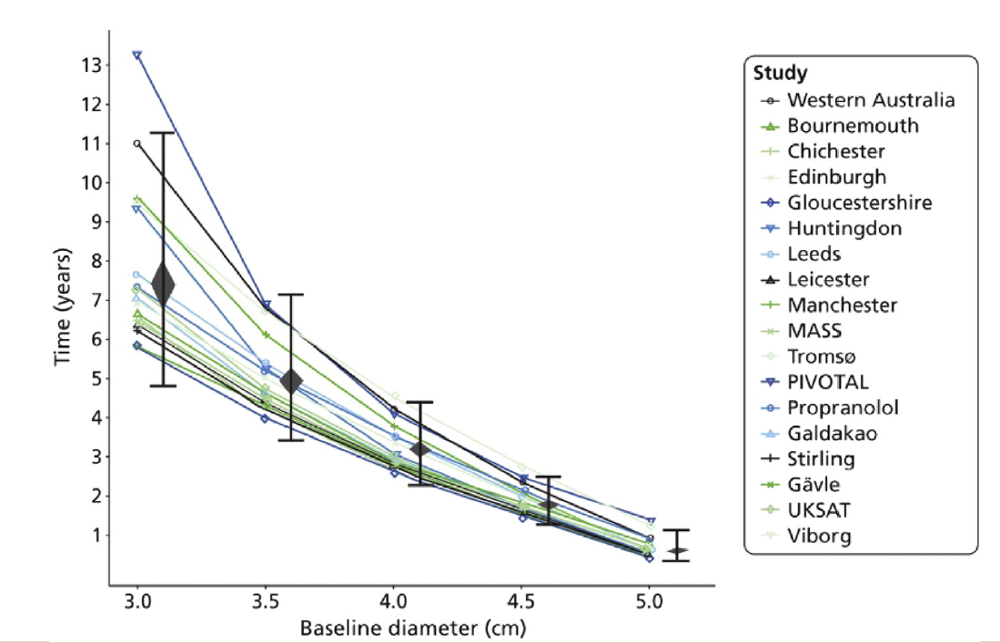 13
12
11
10
9
8
7
6
5
4
3
2
1
Time (years)
3.0 3.5 4.0 4.5 5.0
Baseline diameter (cm)
Study
Western Australia
Bournemouth
Chichester
Edinburgh
Gloucestershire
Huntingdon
Leeds
Leicester
Manchester
MASS
Tromsø
PIVOTAL
Propranolol
Galdakao
Stirling
Gävle
UKSAT
Viborg